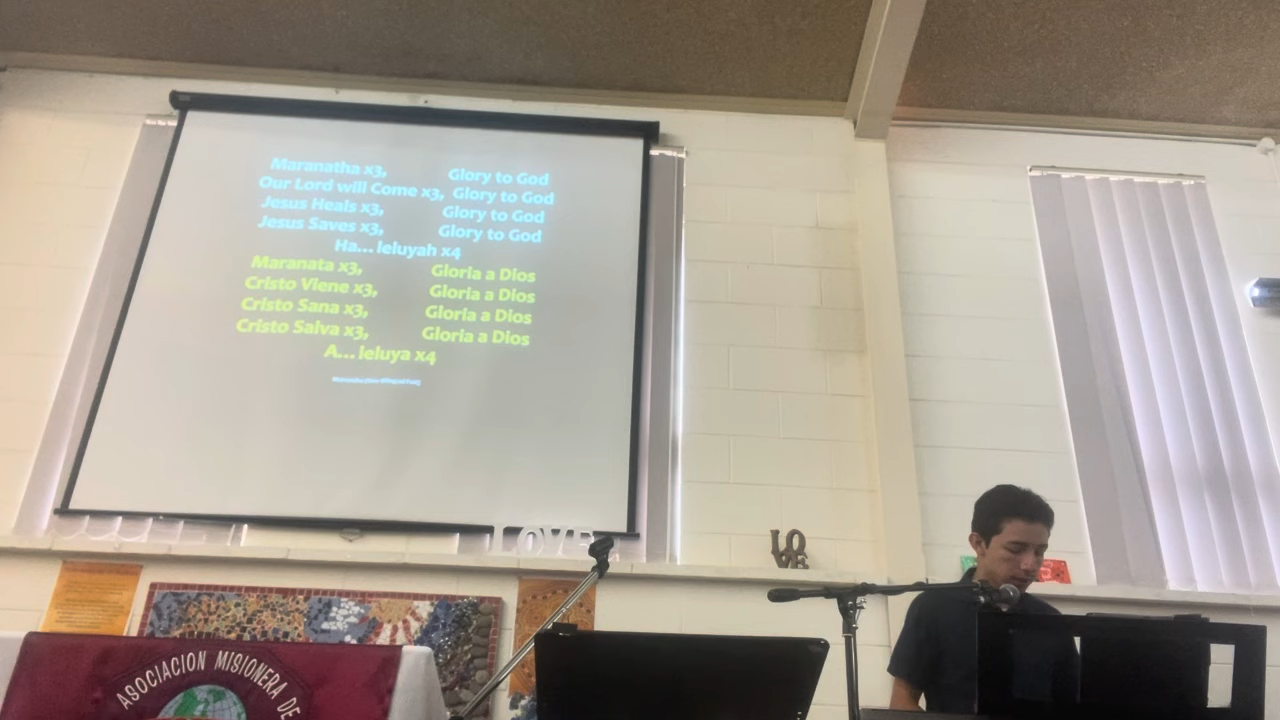 Maranatha x3, Glory to God
Our Lord will Come x3, Glory to God
Jesus Heals x3, Glory to God
Jesus Saves x3, Glory to God
Ha... leluyah x4
Maranata x3, Gloria a Dios
Cristo Viene x3, Gloria a Dios
Cristo Sana x3, Gloria a Dios
Cristo Salva x3, Gloria a Dios
A... leluya x4
LOVE
LO
VE
ASOCIACION MISIONERA DE